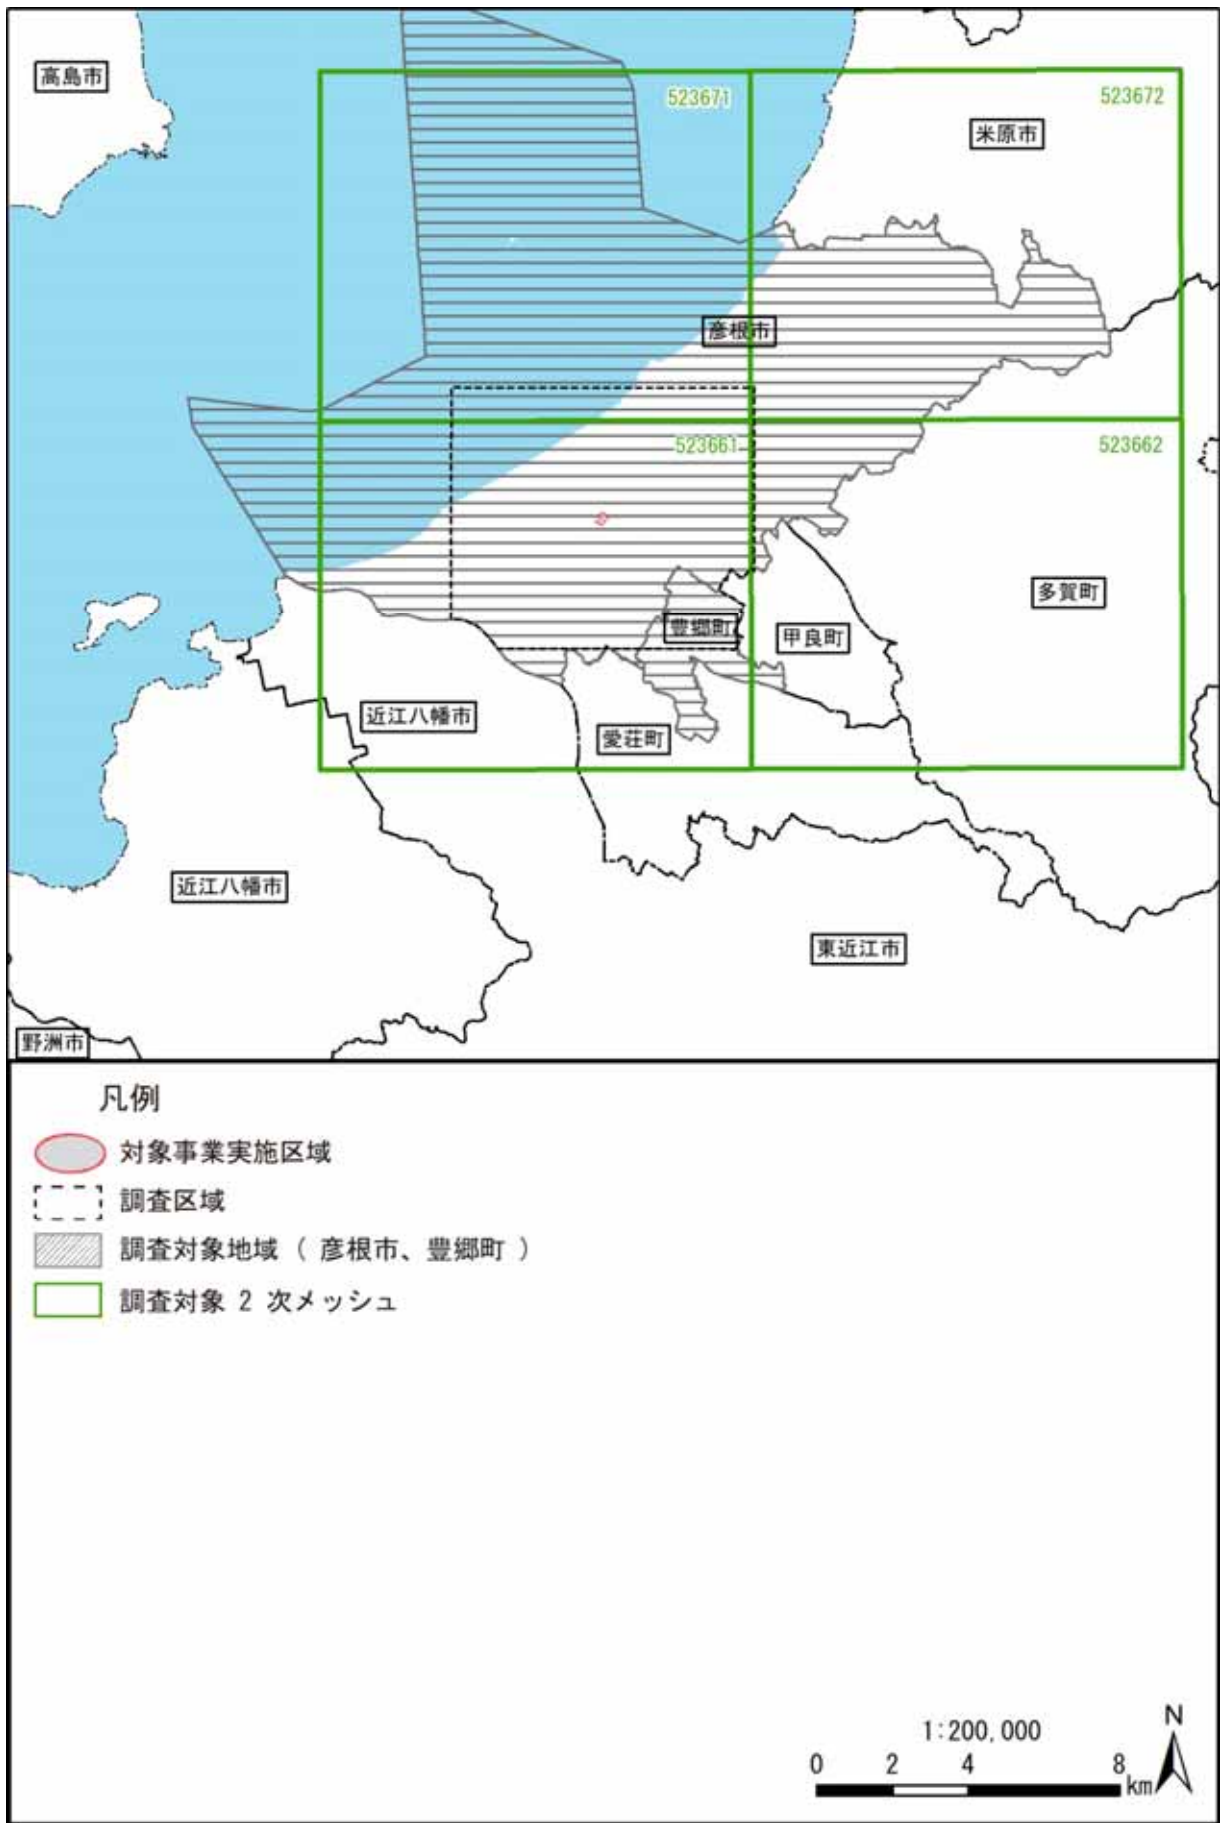 高島市
523671
523672
米原市
彦根市
523661
523662
多賀町
豊郷町
甲良町
近江八幡市
愛荘町
近江八幡市
東近江市
野洲市
凡例
対象事業実施区域
調査区域
調査対象地域 ( 彦根市、豊郷町 )
調査対象 2 次メッシュ
N
1:200,000
0 2 4 8
km